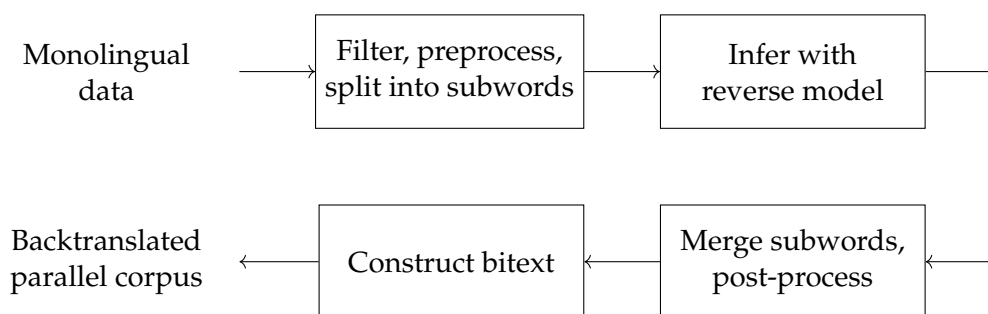 Monolingual
data
Filter, preprocess,
split into subwords
Infer with
reverse model
Backtranslated
parallel corpus
Construct bitext
Merge subwords,
post-process